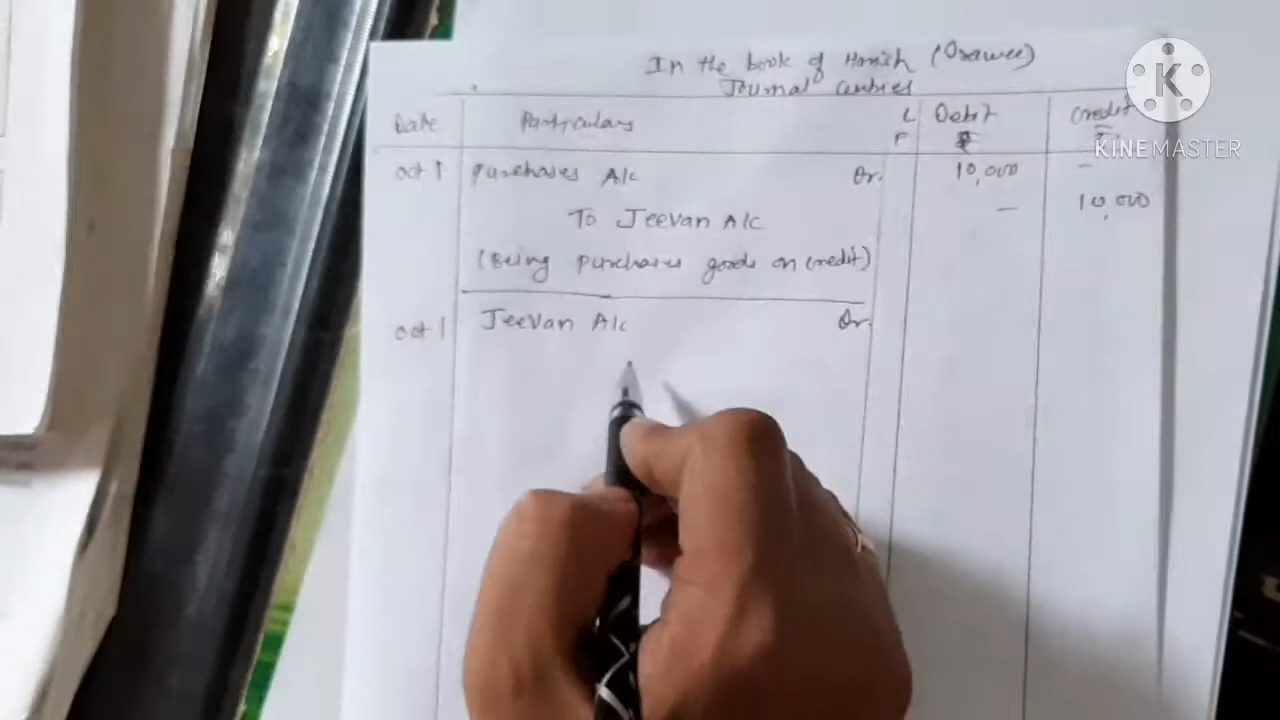 In the book of Harish (Drawee)
Journal entries
Date Particulars L F Debit ₹ Credit ₹
oct 1 purchases A/c Dr. 10,000 -
To Jeevan A/c - 10,000
(Being purchases goods on credit)
oct 1 Jeevan A/c Dr.
K
KINEMASTER